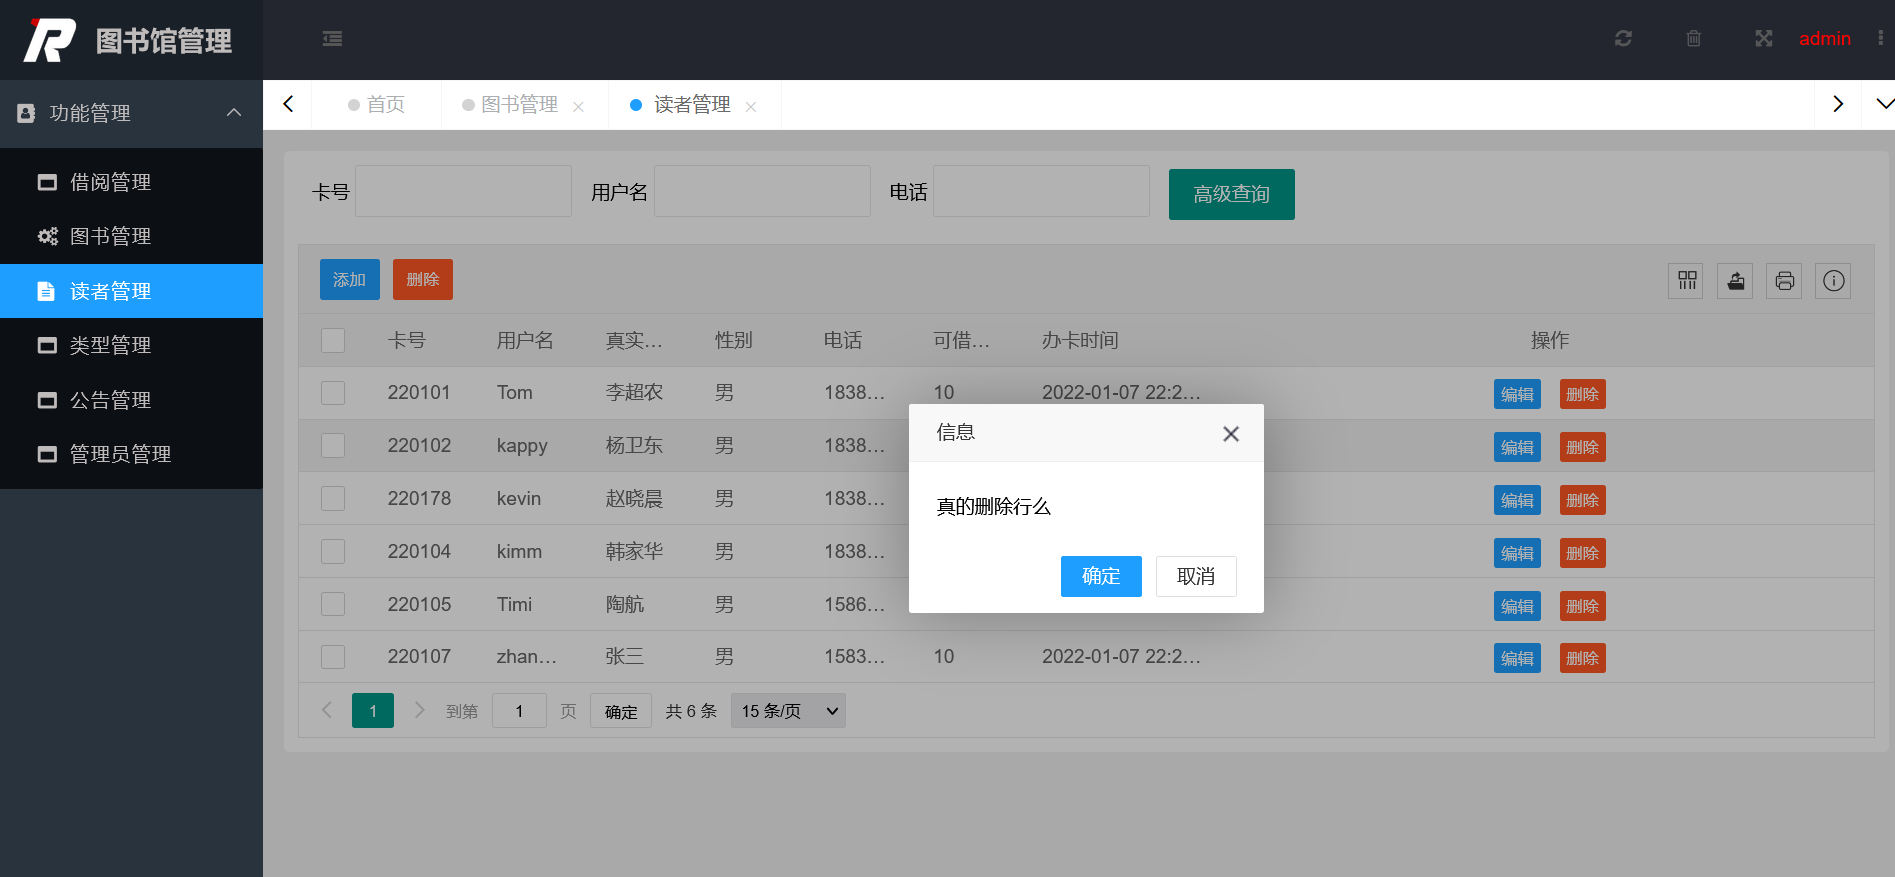 图书馆管理
admin
功能管理
首页
图书管理
读者管理
借阅管理
图书管理
读者管理
类型管理
公告管理
管理员管理
卡号
用户名
电话
高级查询
添加
删除
卡号 用户名 真实... 性别 电话 可借... 办卡时间 操作
220101 Tom 李超农 男 1838... 10 2022-01-07 22:2... 编辑 删除
220102 kappy 杨卫东 男 1838... 编辑 删除
220178 kevin 赵晓晨 男 1838... 编辑 删除
220104 kimm 韩家华 男 1838... 编辑 删除
220105 Timi 陶航 男 1586... 编辑 删除
220107 zhan... 张三 男 1583... 10 2022-01-07 22:2... 编辑 删除
1 到第 1 页 确定 共 6 条 15 条/页
信息
真的删除行么
确定
取消